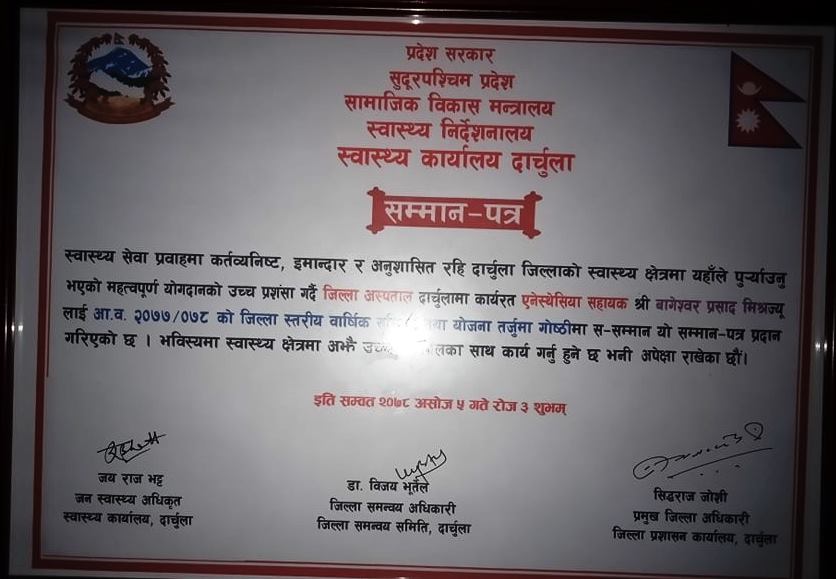 प्रदेश सरकार
सुदूरपश्चिम प्रदेश
सामाजिक विकास मन्त्रालय
स्वास्थ्य निर्देशनालय
स्वास्थ्य कार्यालय दार्चुला
सम्मान-पत्र
स्वास्थ्य सेवा प्रवाहमा कर्तव्यनिष्ट, इमान्दार र अनुशासित रहि दार्चुला जिल्लाको स्वास्थ्य क्षेत्रमा यहाँले पुर्‍याउनु
भएको महत्वपूर्ण योगदानको उच्च प्रशंसा गर्दै जिल्ला अस्पताल दार्चुलामा कार्यरत एनेस्थेसिया सहायक श्री बागेश्वर प्रसाद मिश्रज्यू
लाई आ.व. २०७७/०७८ को जिल्ला स्तरीय वार्षिक तथा योजना तर्जुमा गोष्ठीमा स-सम्मान यो सम्मान-पत्र प्रदान
गरिएको छ । भविस्यमा स्वास्थ्य क्षेत्रमा अझै साथ कार्य गर्नु हुने छ भनी अपेक्षा राखेका छौं।
इति सम्वत २०७८ असोज ५ गते रोज ३ शुभम्
जय राज भट्ट
जन स्वास्थ्य अधिकृत
स्वास्थ्य कार्यालय, दार्चुला
डा. विजय भूर्तेल
जिल्ला समन्वय अधिकारी
जिल्ला समन्वय समिति, दार्चुला
सिद्धराज जोशी
प्रमुख जिल्ला अधिकारी
जिल्ला प्रशासन कार्यालय, दार्चुला